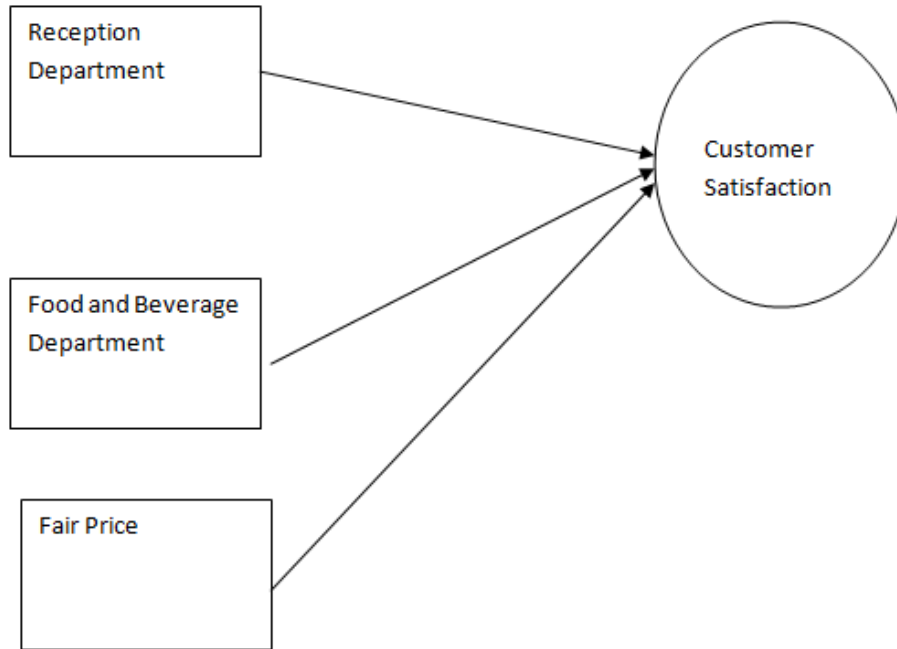 Reception
Department
Customer
Satisfaction
Food and Beverage
Department
Fair Price